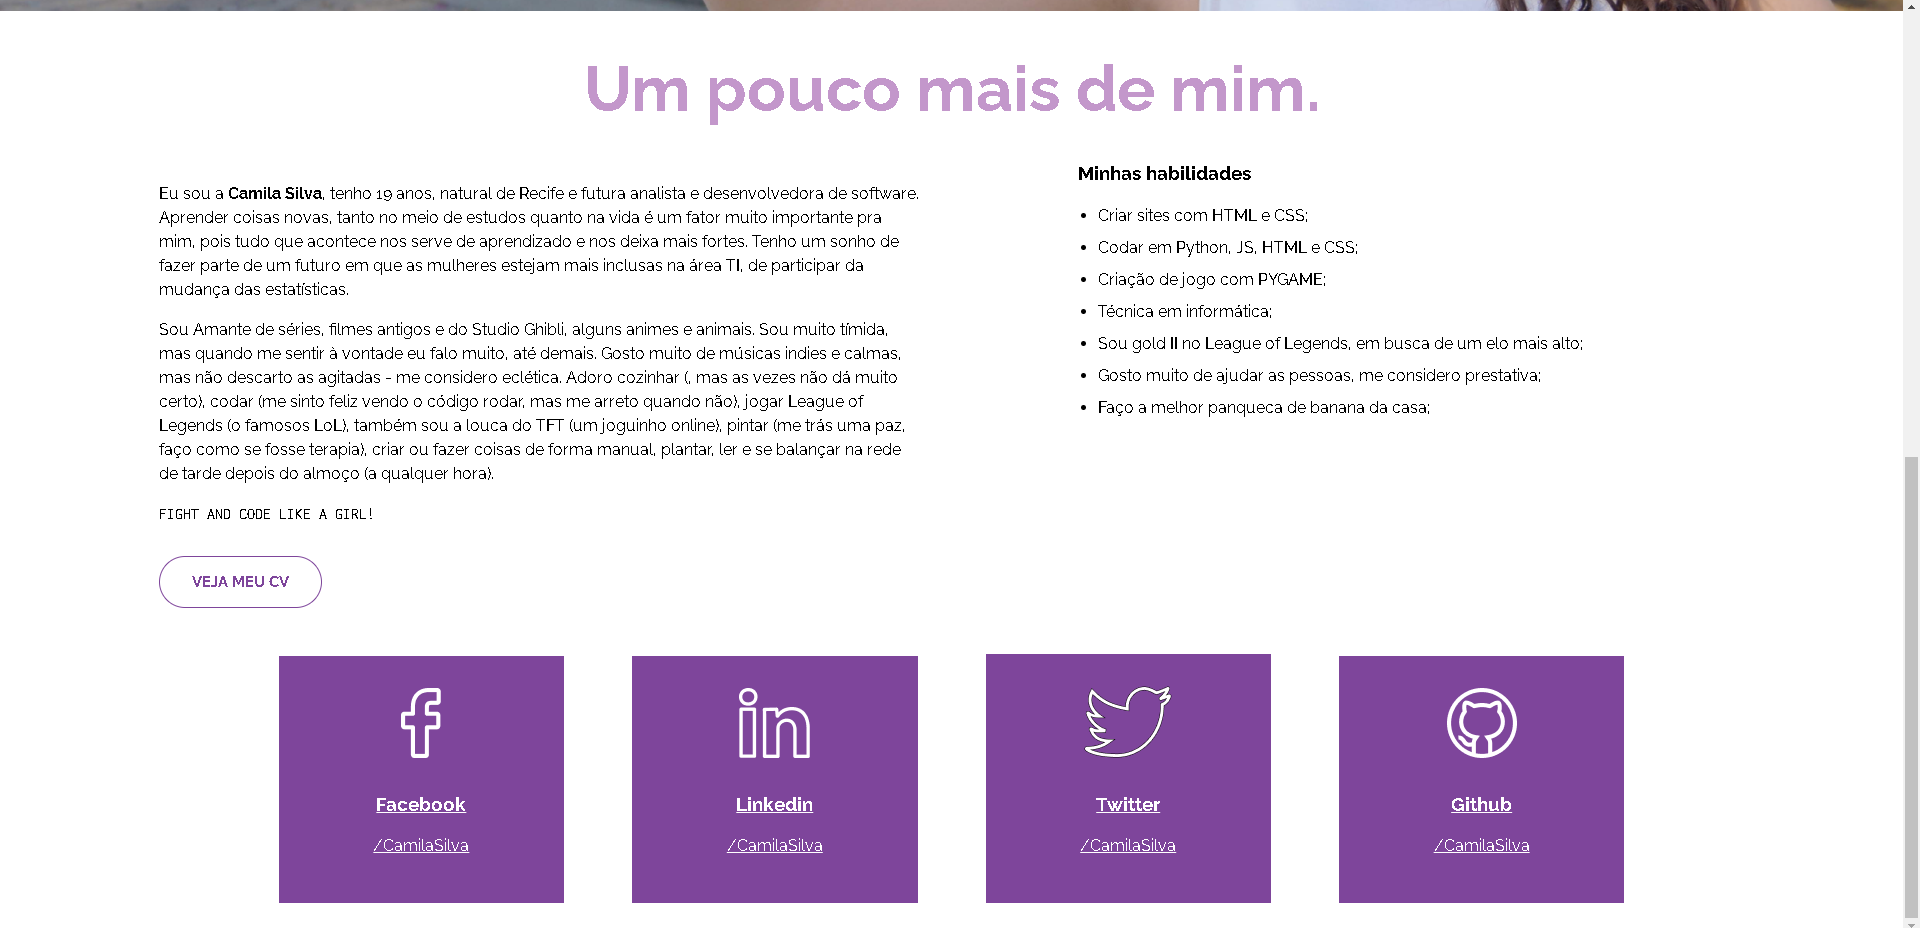 Um pouco mais de mim.
Eu sou a Camila Silva, tenho 19 anos, natural de Recife e futura analista e desenvolvedora de software.
Aprender coisas novas, tanto no meio de estudos quanto na vida é um fator muito importante pra
mim, pois tudo que acontece nos serve de aprendizado e nos deixa mais fortes. Tenho um sonho de
fazer parte de um futuro em que as mulheres estejam mais inclusas na área TI, de participar da
mudança das estatísticas.
Sou Amante de séries, filmes antigos e do Studio Ghibli, alguns animes e animais. Sou muito tímida,
mas quando me sentir à vontade eu falo muito, até demais. Gosto muito de músicas indies e calmas,
mas não descarto as agitadas - me considero eclética. Adoro cozinhar (, mas as vezes não dá muito
certo), codar (me sinto feliz vendo o código rodar, mas me arreto quando não), jogar League of
Legends (o famosos LoL), também sou a louca do TFT (um joguinho online), pintar (me trás uma paz,
faço como se fosse terapia), criar ou fazer coisas de forma manual, plantar, ler e se balançar na rede
de tarde depois do almoço (a qualquer hora).
FIGHT AND CODE LIKE A GIRL!
VEJA MEU CV
Minhas habilidades
• Criar sites com HTML e CSS;
• Codar em Python, JS, HTML e CSS;
• Criação de jogo com PYGAME;
• Técnica em informática;
• Sou gold II no League of Legends, em busca de um elo mais alto;
• Gosto muito de ajudar as pessoas, me considero prestativa;
• Faço a melhor panqueca de banana da casa;
Facebook
/CamilaSilva
Linkedin
/CamilaSilva
Twitter
/CamilaSilva
Github
/CamilaSilva